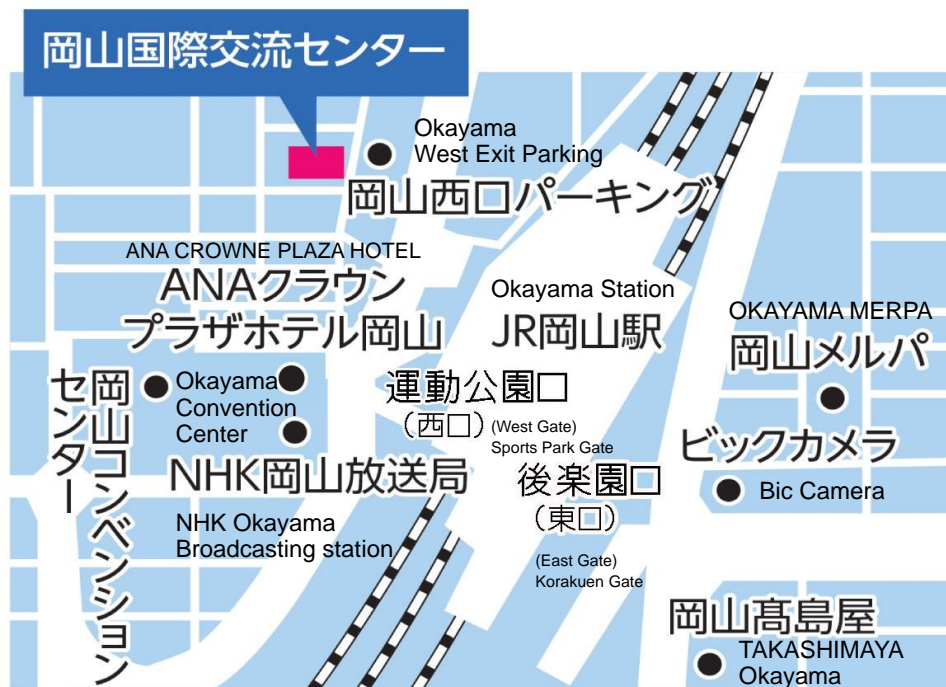 岡山国際交流センター
Okayama
West Exit Parking
岡山西口パーキング
ANA CROWNE PLAZA HOTEL
ANAクラウン
プラザホテル岡山
Okayama Station
JR岡山駅
OKAYAMA MERPA
岡山メルパ
岡山コンベンション
センター
Okayama
Convention
Center
運動公園口
(西口)
(West Gate)
Sports Park Gate
ビックカメラ
Bic Camera
NHK岡山放送局
NHK Okayama
Broadcasting station
後楽園口
(東口)
(East Gate)
Korakuen Gate
岡山髙島屋
TAKASHIMAYA
Okayama